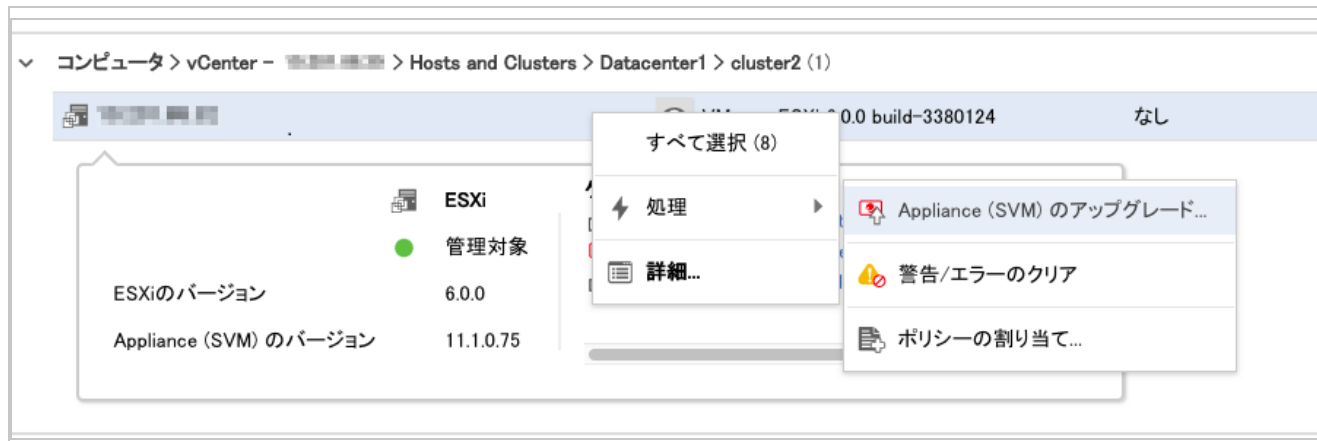 コンピュータ > vCenter - > Hosts and Clusters > Datacenter1 > cluster2 (1)
0.0 build-3380124 なし
すべて選択 (8)
ESXi
処理
Appliance (SVM) のアップグレード...
管理対象
詳細...
警告/エラーのクリア
ESXiのバージョン 6.0.0
Appliance (SVM) のバージョン 11.1.0.75
ポリシーの割り当て...